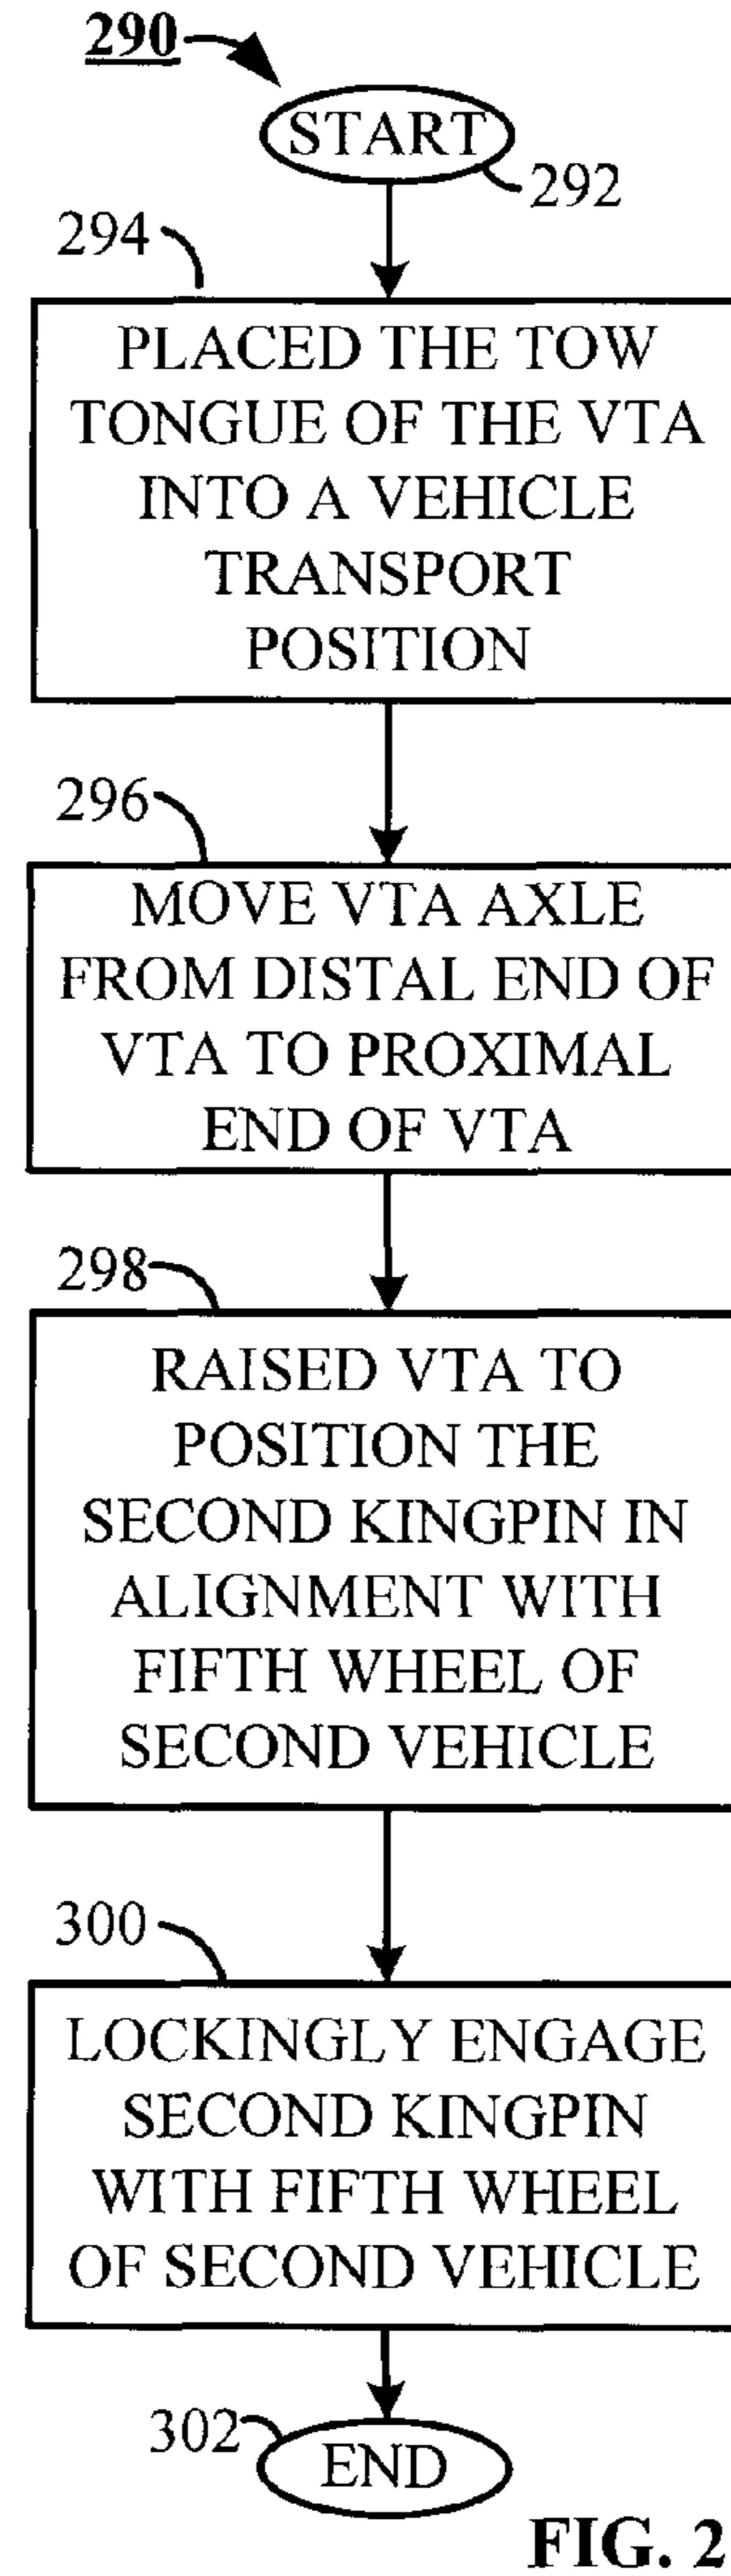 290
START
292
294
PLACED THE TOW
TONGUE OF THE VTA
INTO A VEHICLE
TRANSPORT
POSITION
296
MOVE VTA AXLE
FROM DISTAL END OF
VTA TO PROXIMAL
END OF VTA
298
RAISED VTA TO
POSITION THE
SECOND KINGPIN IN
ALIGNMENT WITH
FIFTH WHEEL OF
SECOND VEHICLE
300
LOCKINGLY ENGAGE
SECOND KINGPIN
WITH FIFTH WHEEL
OF SECOND VEHICLE
302
END
FIG. 2